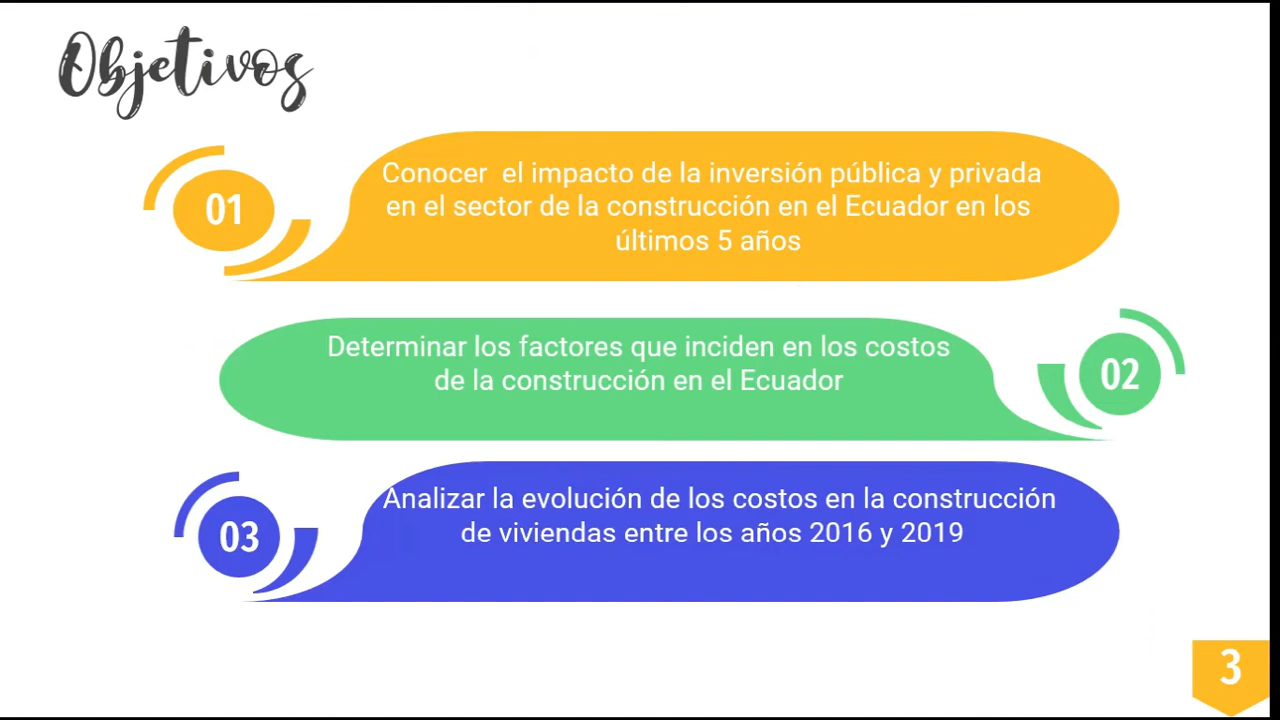 Objetivos
01
Conocer el impacto de la inversión pública y privada
en el sector de la construcción en el Ecuador en los
últimos 5 años
Determinar los factores que inciden en los costos
de la construcción en el Ecuador
02
03
Analizar la evolución de los costos en la construcción
de viviendas entre los años 2016 y 2019
3